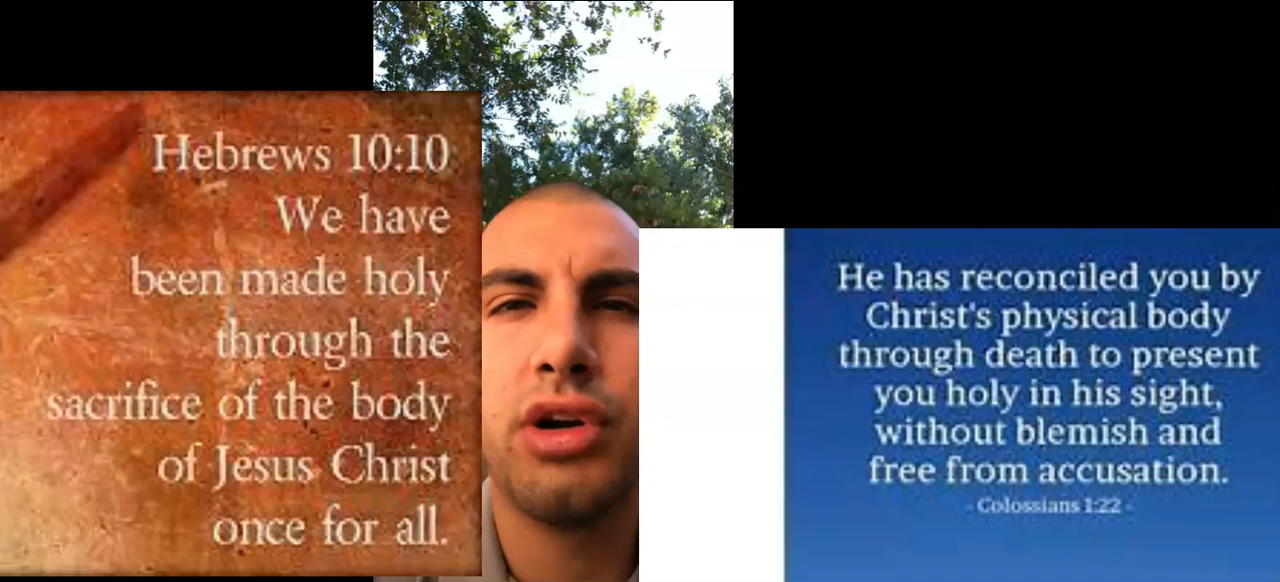 Hebrews 10:10
We have
been made holy
through the
sacrifice of the body
of Jesus Christ
once for all.
He has reconciled you by
Christ's physical body
through death to present
you holy in his sight,
without blemish and
free from accusation.
- Colossians 1:22 -